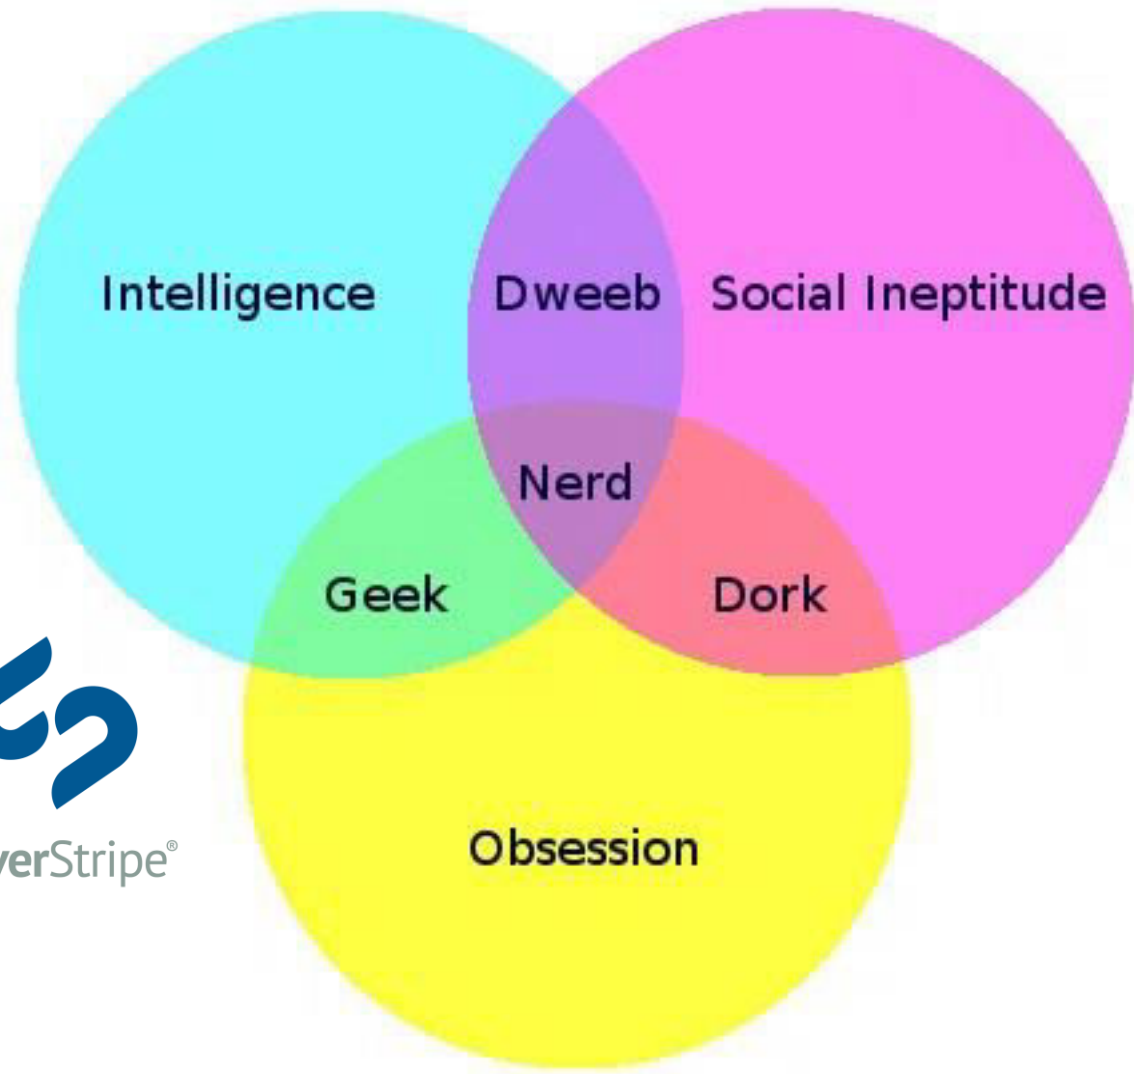 Intelligence
Dweeb
Social Ineptitude
Nerd
Geek
Dork
verStripe®
Obsession